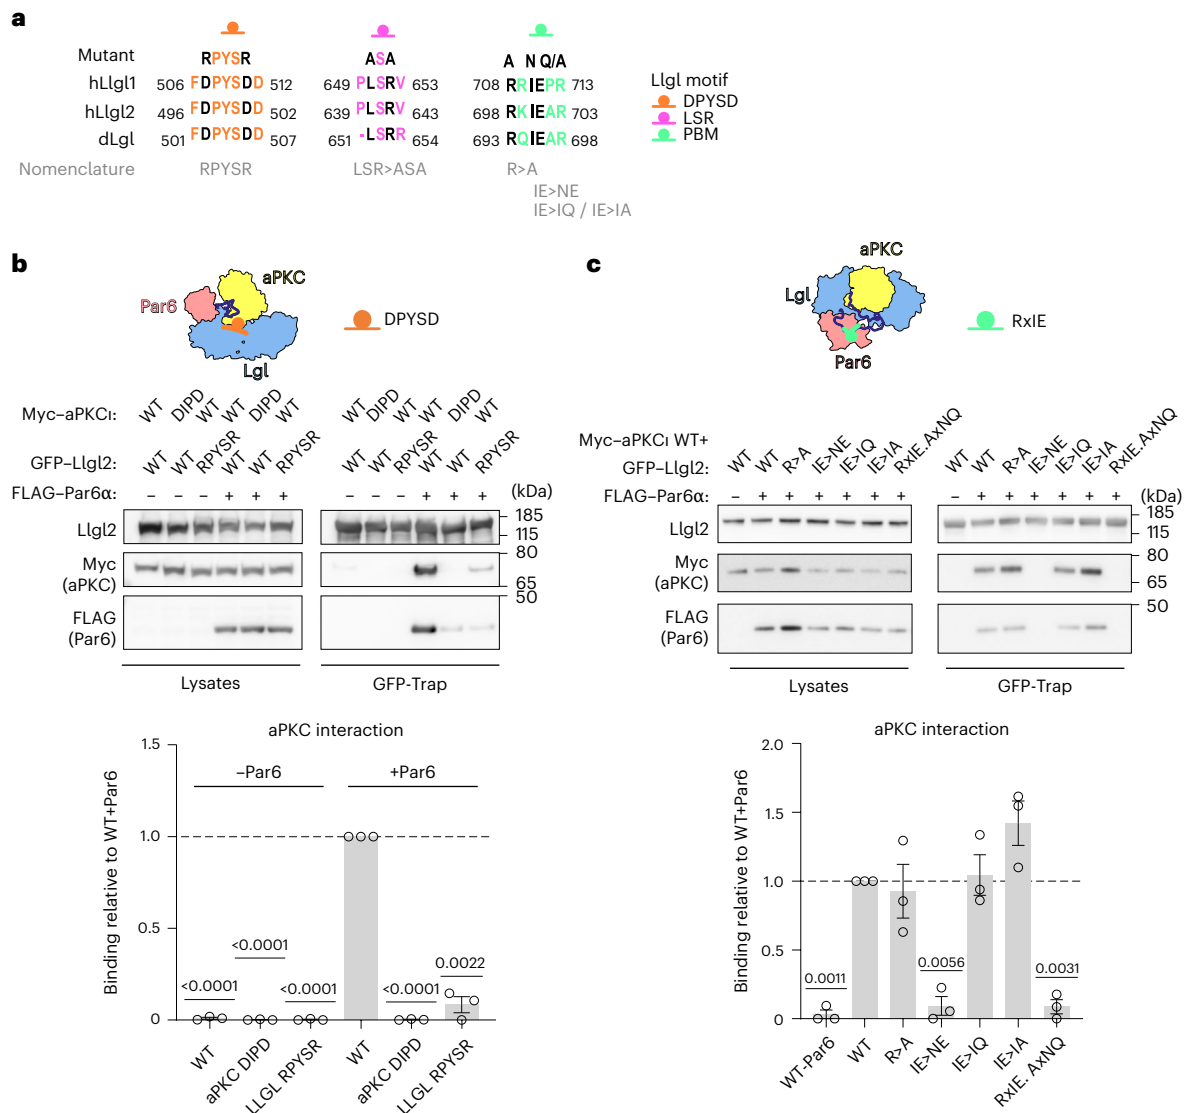 a
Mutant RPYSR ASA A N Q/A
hLlgl1 506 FDPYSDD 512 649 PLSRV 653 708 RRIEPR 713
hLlgl2 496 FDPYSDD 502 639 PLSRV 643 698 RKIEAR 703
dLgl 501 FDPYSDD 507 651 -LSRR 654 693 RQIEAR 698
Nomenclature RPYSR LSR>ASA R>A
IE>NE
IE>IQ / IE>IA
Llgl motif
DPYSD
LSR
PBM
b
aPKC
Par6
Lgl
DPYSD
Myc–aPKCι: WT DIPD WT WT DIPD WT WT DIPD WT WT DIPD WT
GFP–Llgl2: WT WT RPYSR WT WT RPYSR WT WT RPYSR WT WT RPYSR
FLAG–Par6α: – – – + + + – – – + + + (kDa)
Llgl2 185 115
Myc (aPKC) 80 65
FLAG (Par6) 50
Lysates GFP-Trap
aPKC interaction
Binding relative to WT+Par6
1.5
1.0
0.5
0
–Par6 +Par6
<0.0001 <0.0001 <0.0001 <0.0001 0.0022
WT aPKC DIPD LLGL RPYSR WT aPKC DIPD LLGL RPYSR
c
aPKC
Lgl
Par6
RxIE
Myc–aPKCι WT+
GFP–Llgl2: WT WT R>A IE>NE IE>IQ IE>IA RxIE.AxNQ WT WT R>A IE>NE IE>IQ IE>IA RxIE.AxNQ
FLAG–Par6α: – + + + + + + – + + + + + + (kDa)
Llgl2 185 115
Myc (aPKC) 80 65
FLAG (Par6) 50
Lysates GFP-Trap
aPKC interaction
Binding relative to WT+Par6
2.0
1.5
1.0
0.5
0
0.0011 0.0056 0.0031
WT-Par6 WT R>A IE>NE IE>IQ IE>IA RxIE. AxNQ